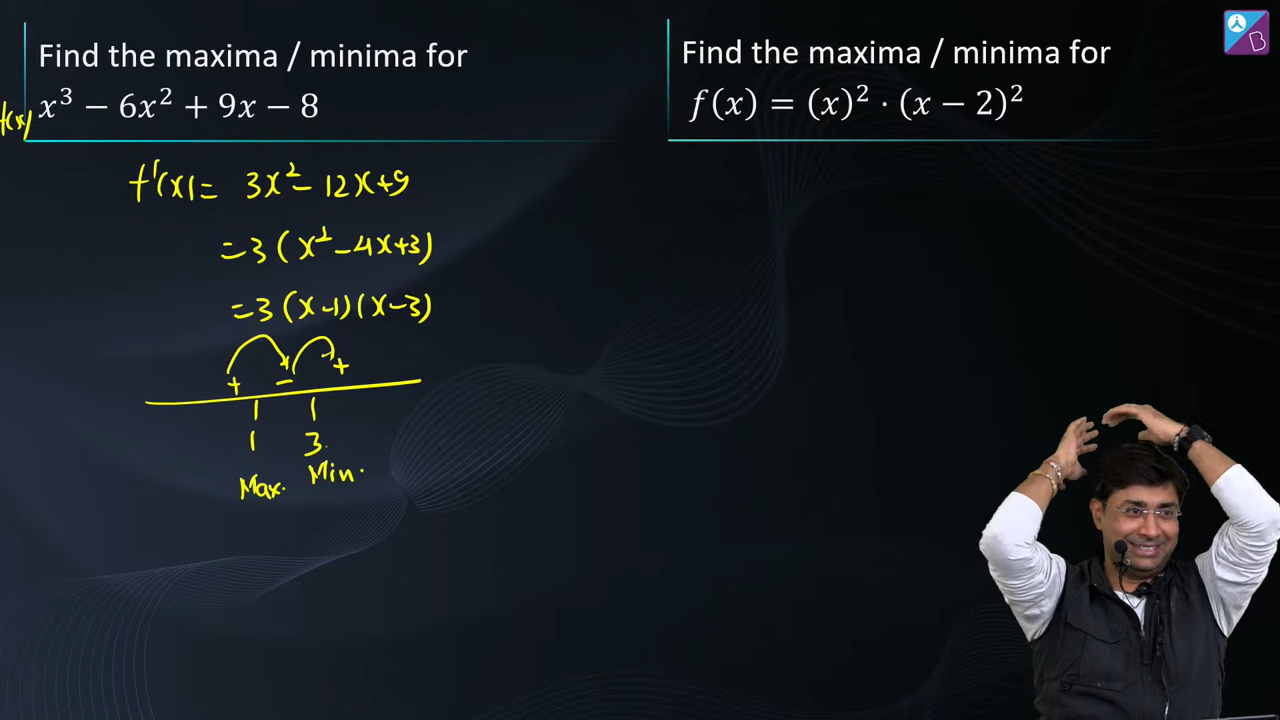 Find the maxima / minima for
f(x) x³ − 6x² + 9x − 8
f'(x) = 3x² − 12x + 9
= 3(x² − 4x + 3)
= 3(x − 1)(x − 3)
+ − +
1 3
Max. Min.
Find the maxima / minima for
f(x) = (x)² · (x − 2)²
B